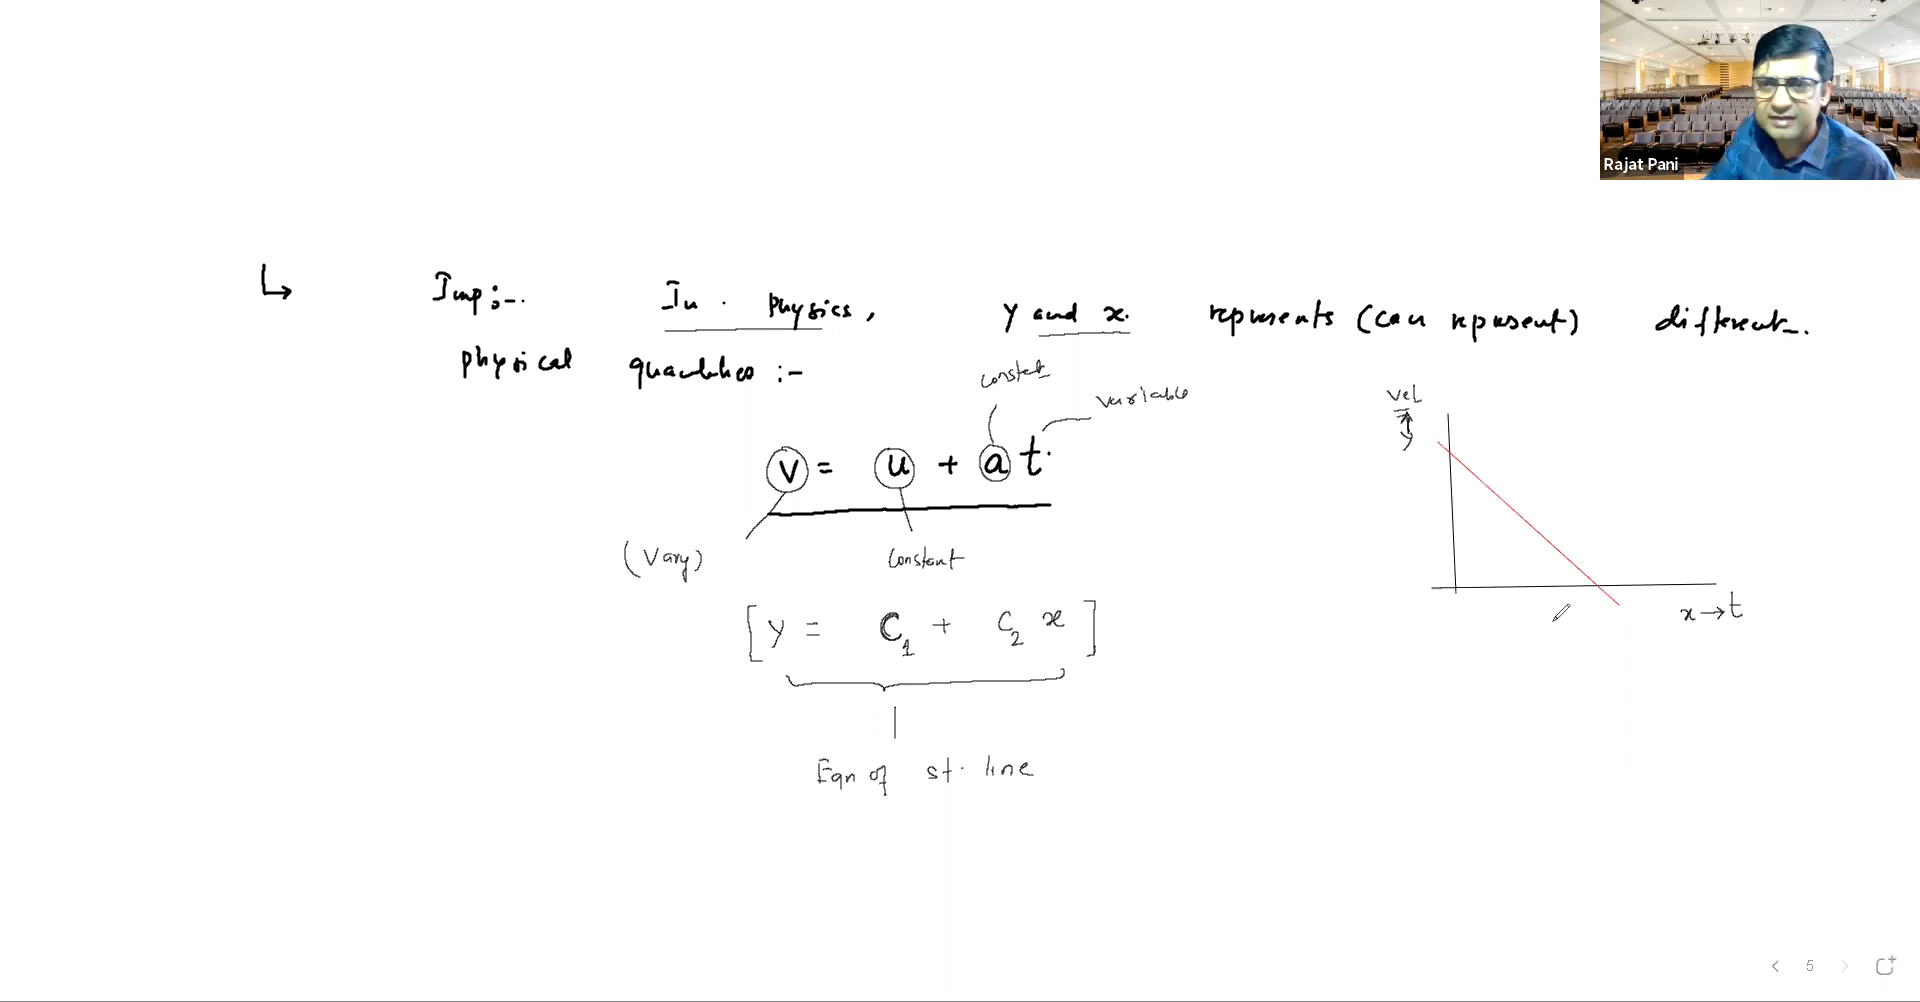 Rajat Pani
↳ Imp:-. In. Physics, y and x. represents (can represent) different.
physical quantities :-
constant
variable
v = u + a t.
(Vary)
constant
[ y = C1 + C2 x ]
Eqn of st. line
vel
y
x → t
5